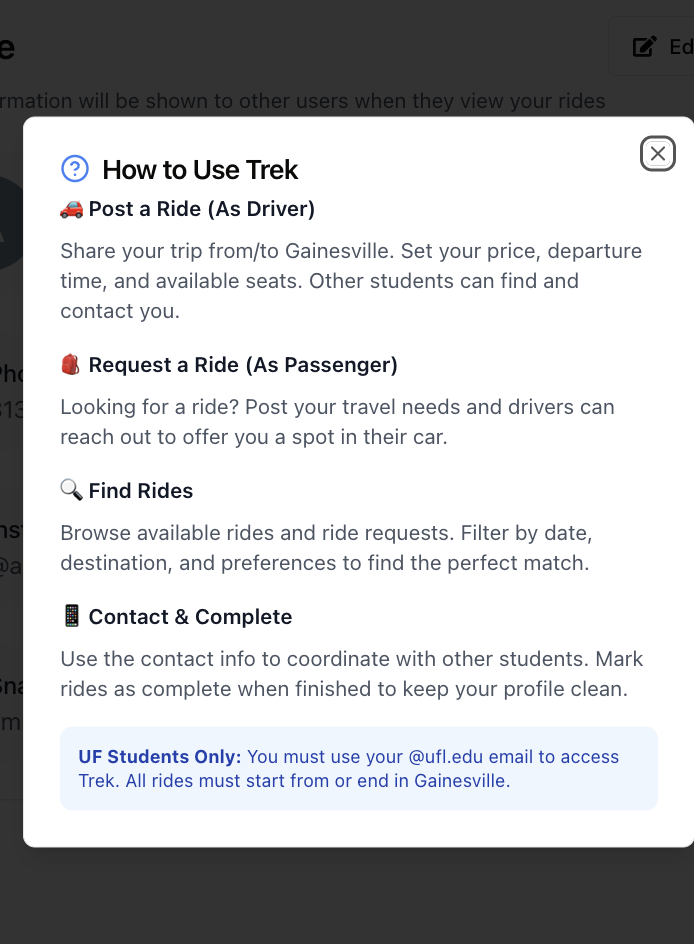 e
Ed
rmation will be shown to other users when they view your rides
How to Use Trek
Post a Ride (As Driver)
Share your trip from/to Gainesville. Set your price, departure
time, and available seats. Other students can find and
contact you.
Request a Ride (As Passenger)
Looking for a ride? Post your travel needs and drivers can
reach out to offer you a spot in their car.
Find Rides
Browse available rides and ride requests. Filter by date,
destination, and preferences to find the perfect match.
Contact & Complete
Use the contact info to coordinate with other students. Mark
rides as complete when finished to keep your profile clean.
UF Students Only: You must use your @ufl.edu email to access
Trek. All rides must start from or end in Gainesville.